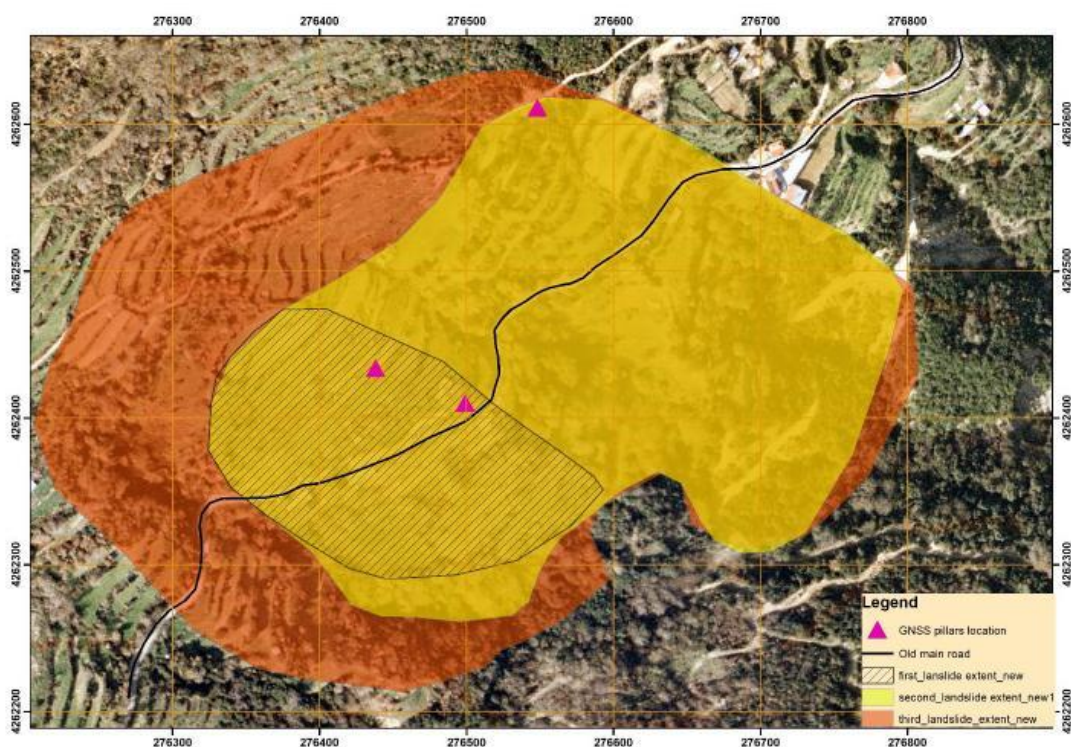 276300 276400 276500 276600 276700 276800
4262600 4262600
4262500 4262500
4262400 4262400
4262300 4262300
4262200 4262200
Legend
GNSS pillars location
Old main road
first_lanslide extent_new
second_landslide extent_new1
third_landslide_extent_new
276300 276400 276500 276600 276700 276800